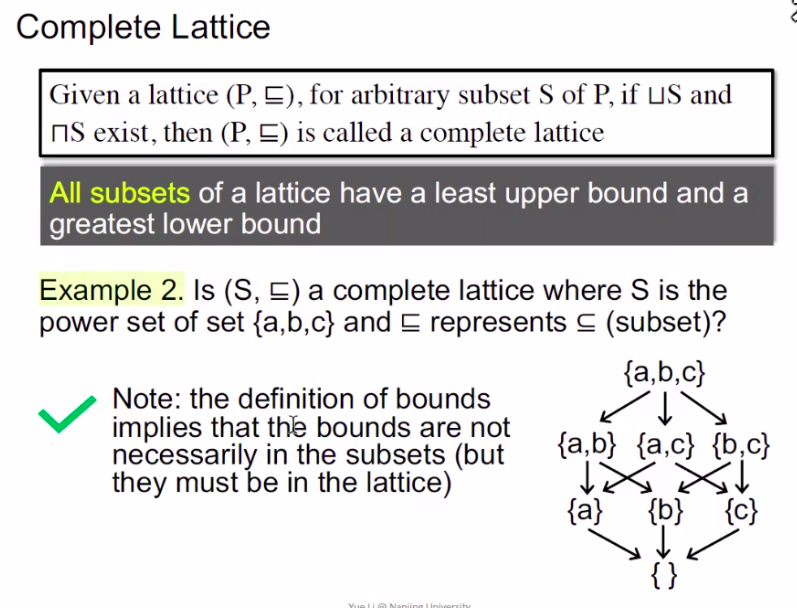 Complete Lattice
Given a lattice (P, ⊑), for arbitrary subset S of P, if ⊔S and
⊓S exist, then (P, ⊑) is called a complete lattice
All subsets of a lattice have a least upper bound and a
greatest lower bound
Example 2. Is (S, ⊑) a complete lattice where S is the
power set of set {a,b,c} and ⊑ represents ⊆ (subset)?
Note: the definition of bounds
implies that the bounds are not
necessarily in the subsets (but
they must be in the lattice)
{a,b,c}
{a,b} {a,c} {b,c}
{a} {b} {c}
{ }
Yue Li @ Nanjing University